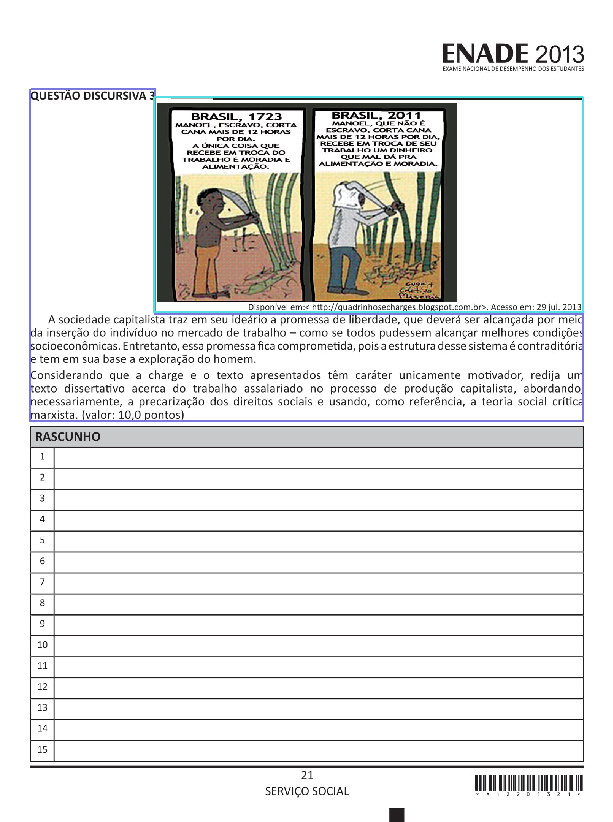 ENADE 2013
EXAME NACIONAL DE DESEMPENHO DOS ESTUDANTES
QUESTÃO DISCURSIVA 3
BRASIL, 1723
MANOEL, ESCRAVO, CORTA
CANA MAIS DE 12 HORAS
POR DIA.
A ÚNICA COISA QUE
RECEBE EM TROCA DO
TRABALHO É MORADIA E
ALIMENTAÇÃO.
BRASIL, 2011
MANOEL, QUE NÃO É
ESCRAVO, CORTA CANA
MAIS DE 12 HORAS POR DIA,
RECEBE EM TROCA DE SEU
TRABALHO UM DINHEIRO
QUE MAL DÁ PRA
ALIMENTAÇÃO E MORADIA.
Disponível em:< http://quadrinhosecharges.blogspot.com.br>. Acesso em: 29 jul. 2013
A sociedade capitalista traz em seu ideário a promessa de liberdade, que deverá ser alcançada por meio
da inserção do indivíduo no mercado de trabalho – como se todos pudessem alcançar melhores condições
socioeconômicas. Entretanto, essa promessa fica comprometida, pois a estrutura desse sistema é contraditória
e tem em sua base a exploração do homem.
Considerando que a charge e o texto apresentados têm caráter unicamente motivador, redija um
texto dissertativo acerca do trabalho assalariado no processo de produção capitalista, abordando,
necessariamente, a precarização dos direitos sociais e usando, como referência, a teoria social crítica
marxista. (valor: 10,0 pontos)
RASCUNHO
1
2
3
4
5
6
7
8
9
10
11
12
13
14
15
21
SERVIÇO SOCIAL